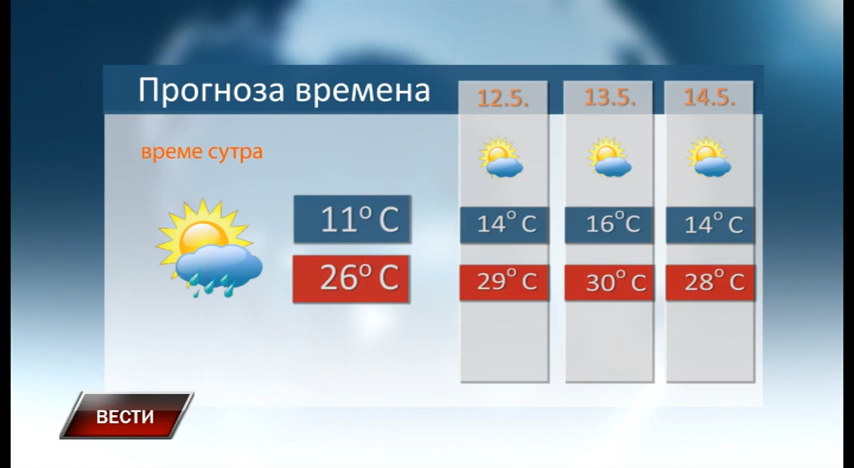 Прогноза времена
време сутра
11° C
26° C
12.5.
14° C
29° C
13.5.
16°C
30° C
14.5.
14° C
28° C
ВЕСТИ